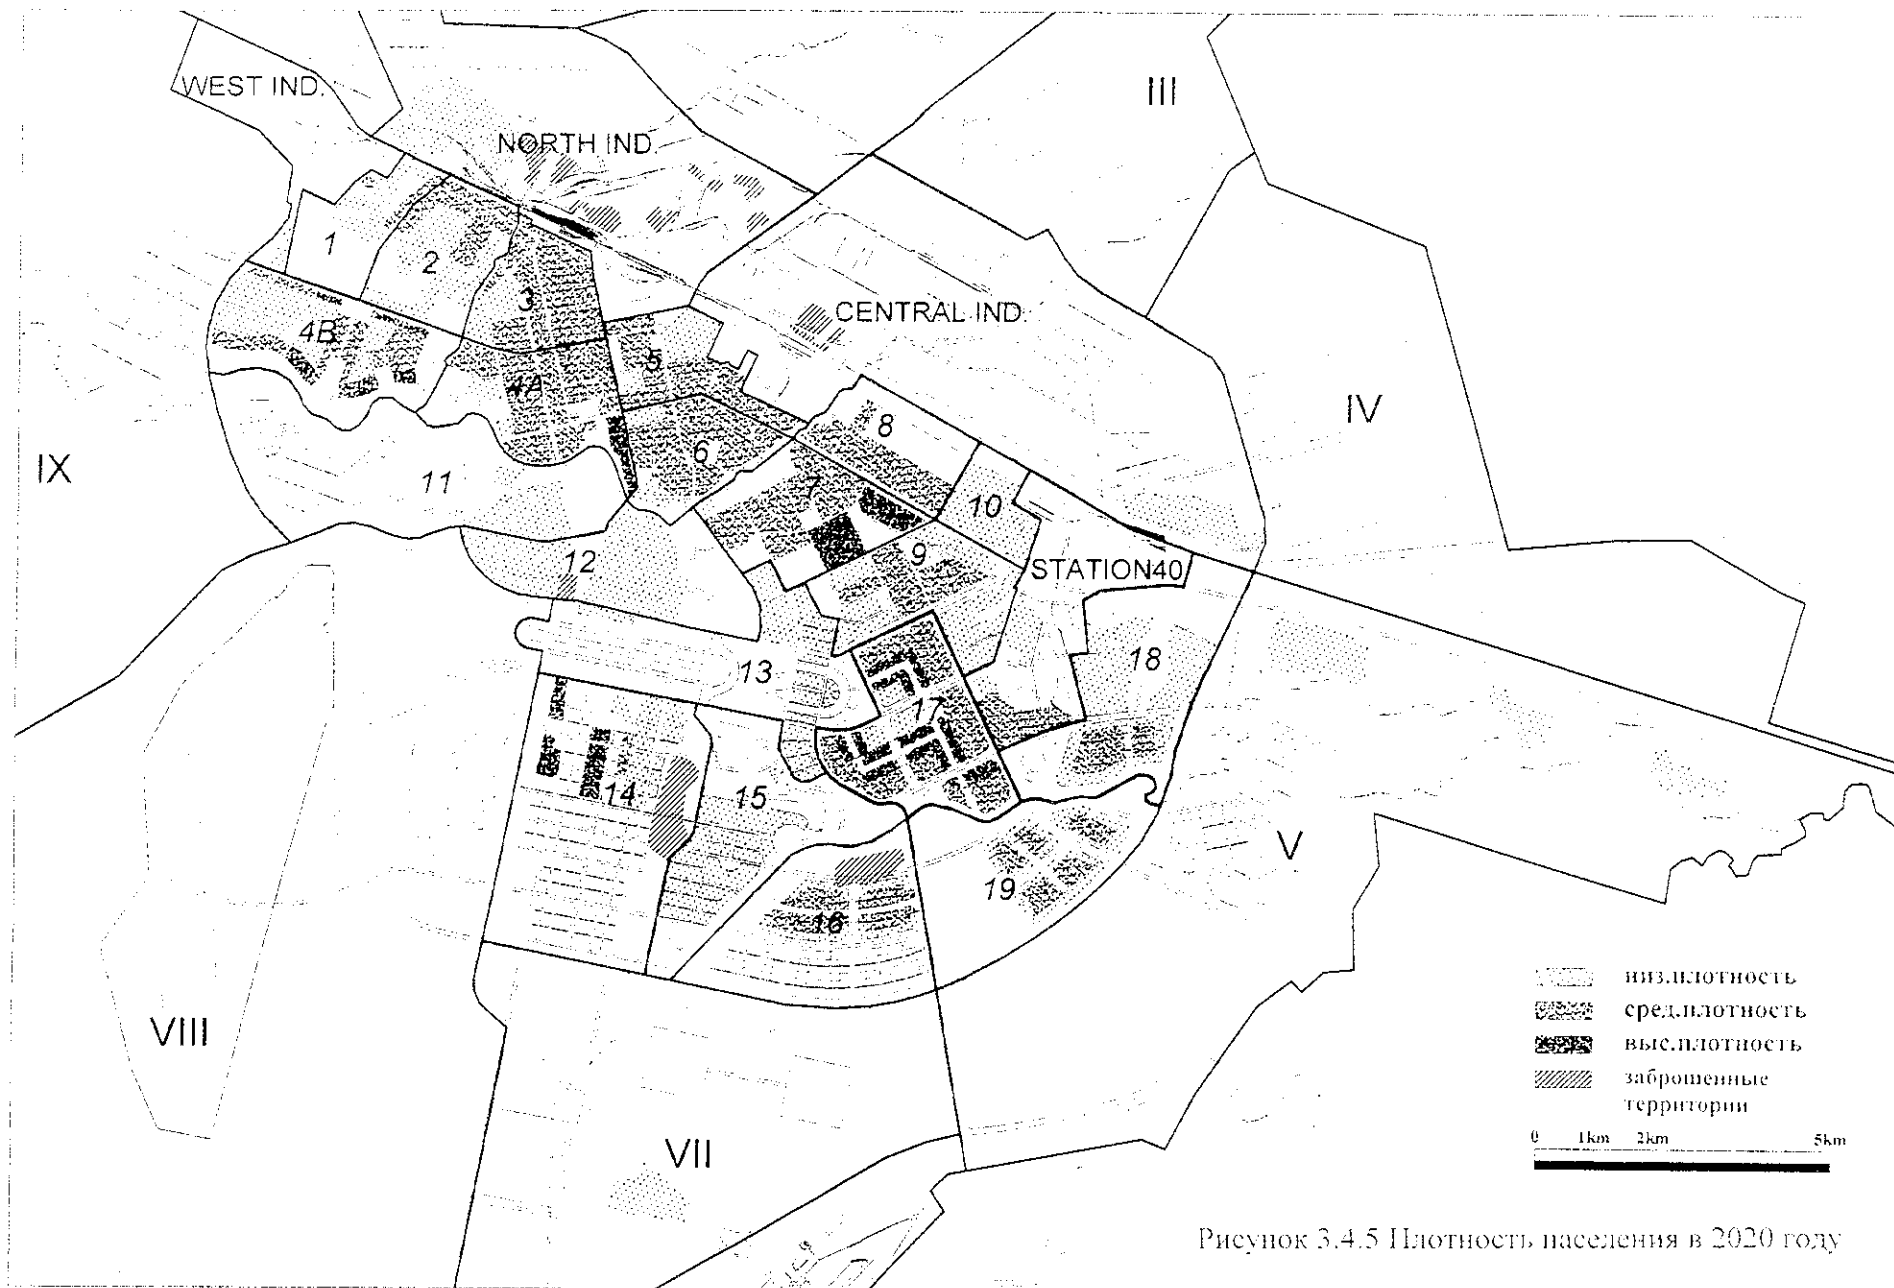 WEST IND.
III
NORTH IND.
1
2
3
CENTRAL IND.
4B
5
4A
IV
8
6
IX
11
7
10
9
12
STATION40
13
18
17
14
15
V
19
16
низ.плотность
сред.плотность
выс.плотность
заброшенные
территории
VIII
0 1km 2km 5km
VII
Рисунок 3.4.5 Плотность населения в 2020 году